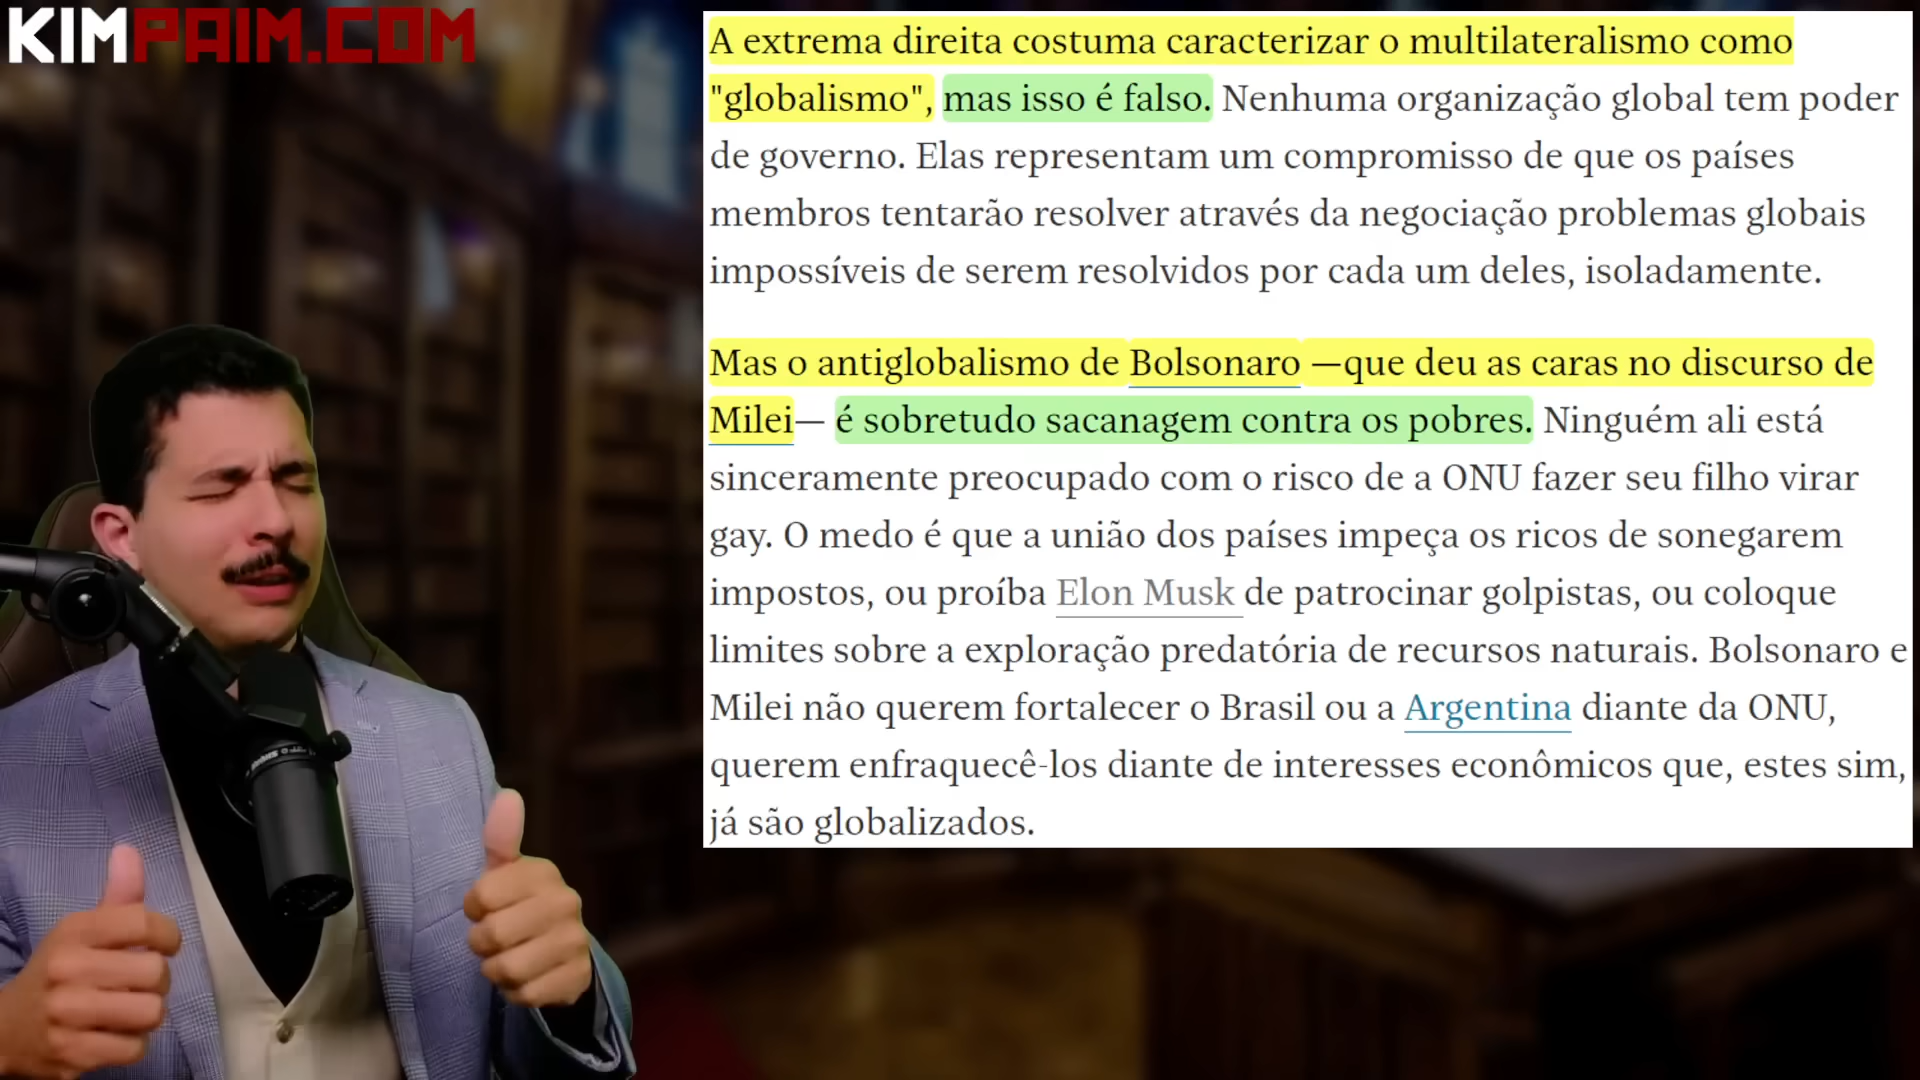 KIMPAIM.COM
A extrema direita costuma caracterizar o multilateralismo como
"globalismo", mas isso é falso. Nenhuma organização global tem poder
de governo. Elas representam um compromisso de que os países
membros tentarão resolver através da negociação problemas globais
impossíveis de serem resolvidos por cada um deles, isoladamente.
Mas o antiglobalismo de Bolsonaro —que deu as caras no discurso de
Milei— é sobretudo sacanagem contra os pobres. Ninguém ali está
sinceramente preocupado com o risco de a ONU fazer seu filho virar
gay. O medo é que a união dos países impeça os ricos de sonegarem
impostos, ou proíba Elon Musk de patrocinar golpistas, ou coloque
limites sobre a exploração predatória de recursos naturais. Bolsonaro e
Milei não querem fortalecer o Brasil ou a Argentina diante da ONU,
querem enfraquecê-los diante de interesses econômicos que, estes sim,
já são globalizados.